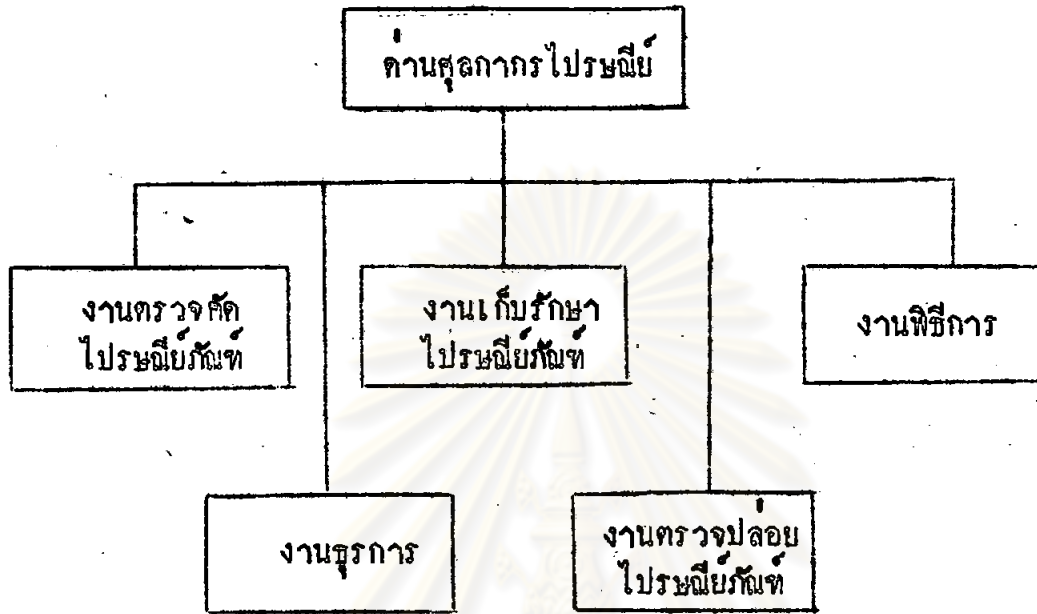 ด่านศุลกากรไปรษณีย์
งานตรวจคัด
ไปรษณีย์ภัณฑ์
งานเก็บรักษา
ไปรษณีย์ภัณฑ์
งานพิธีการ
งานธุรการ
งานตรวจปล่อย
ไปรษณีย์ภัณฑ์